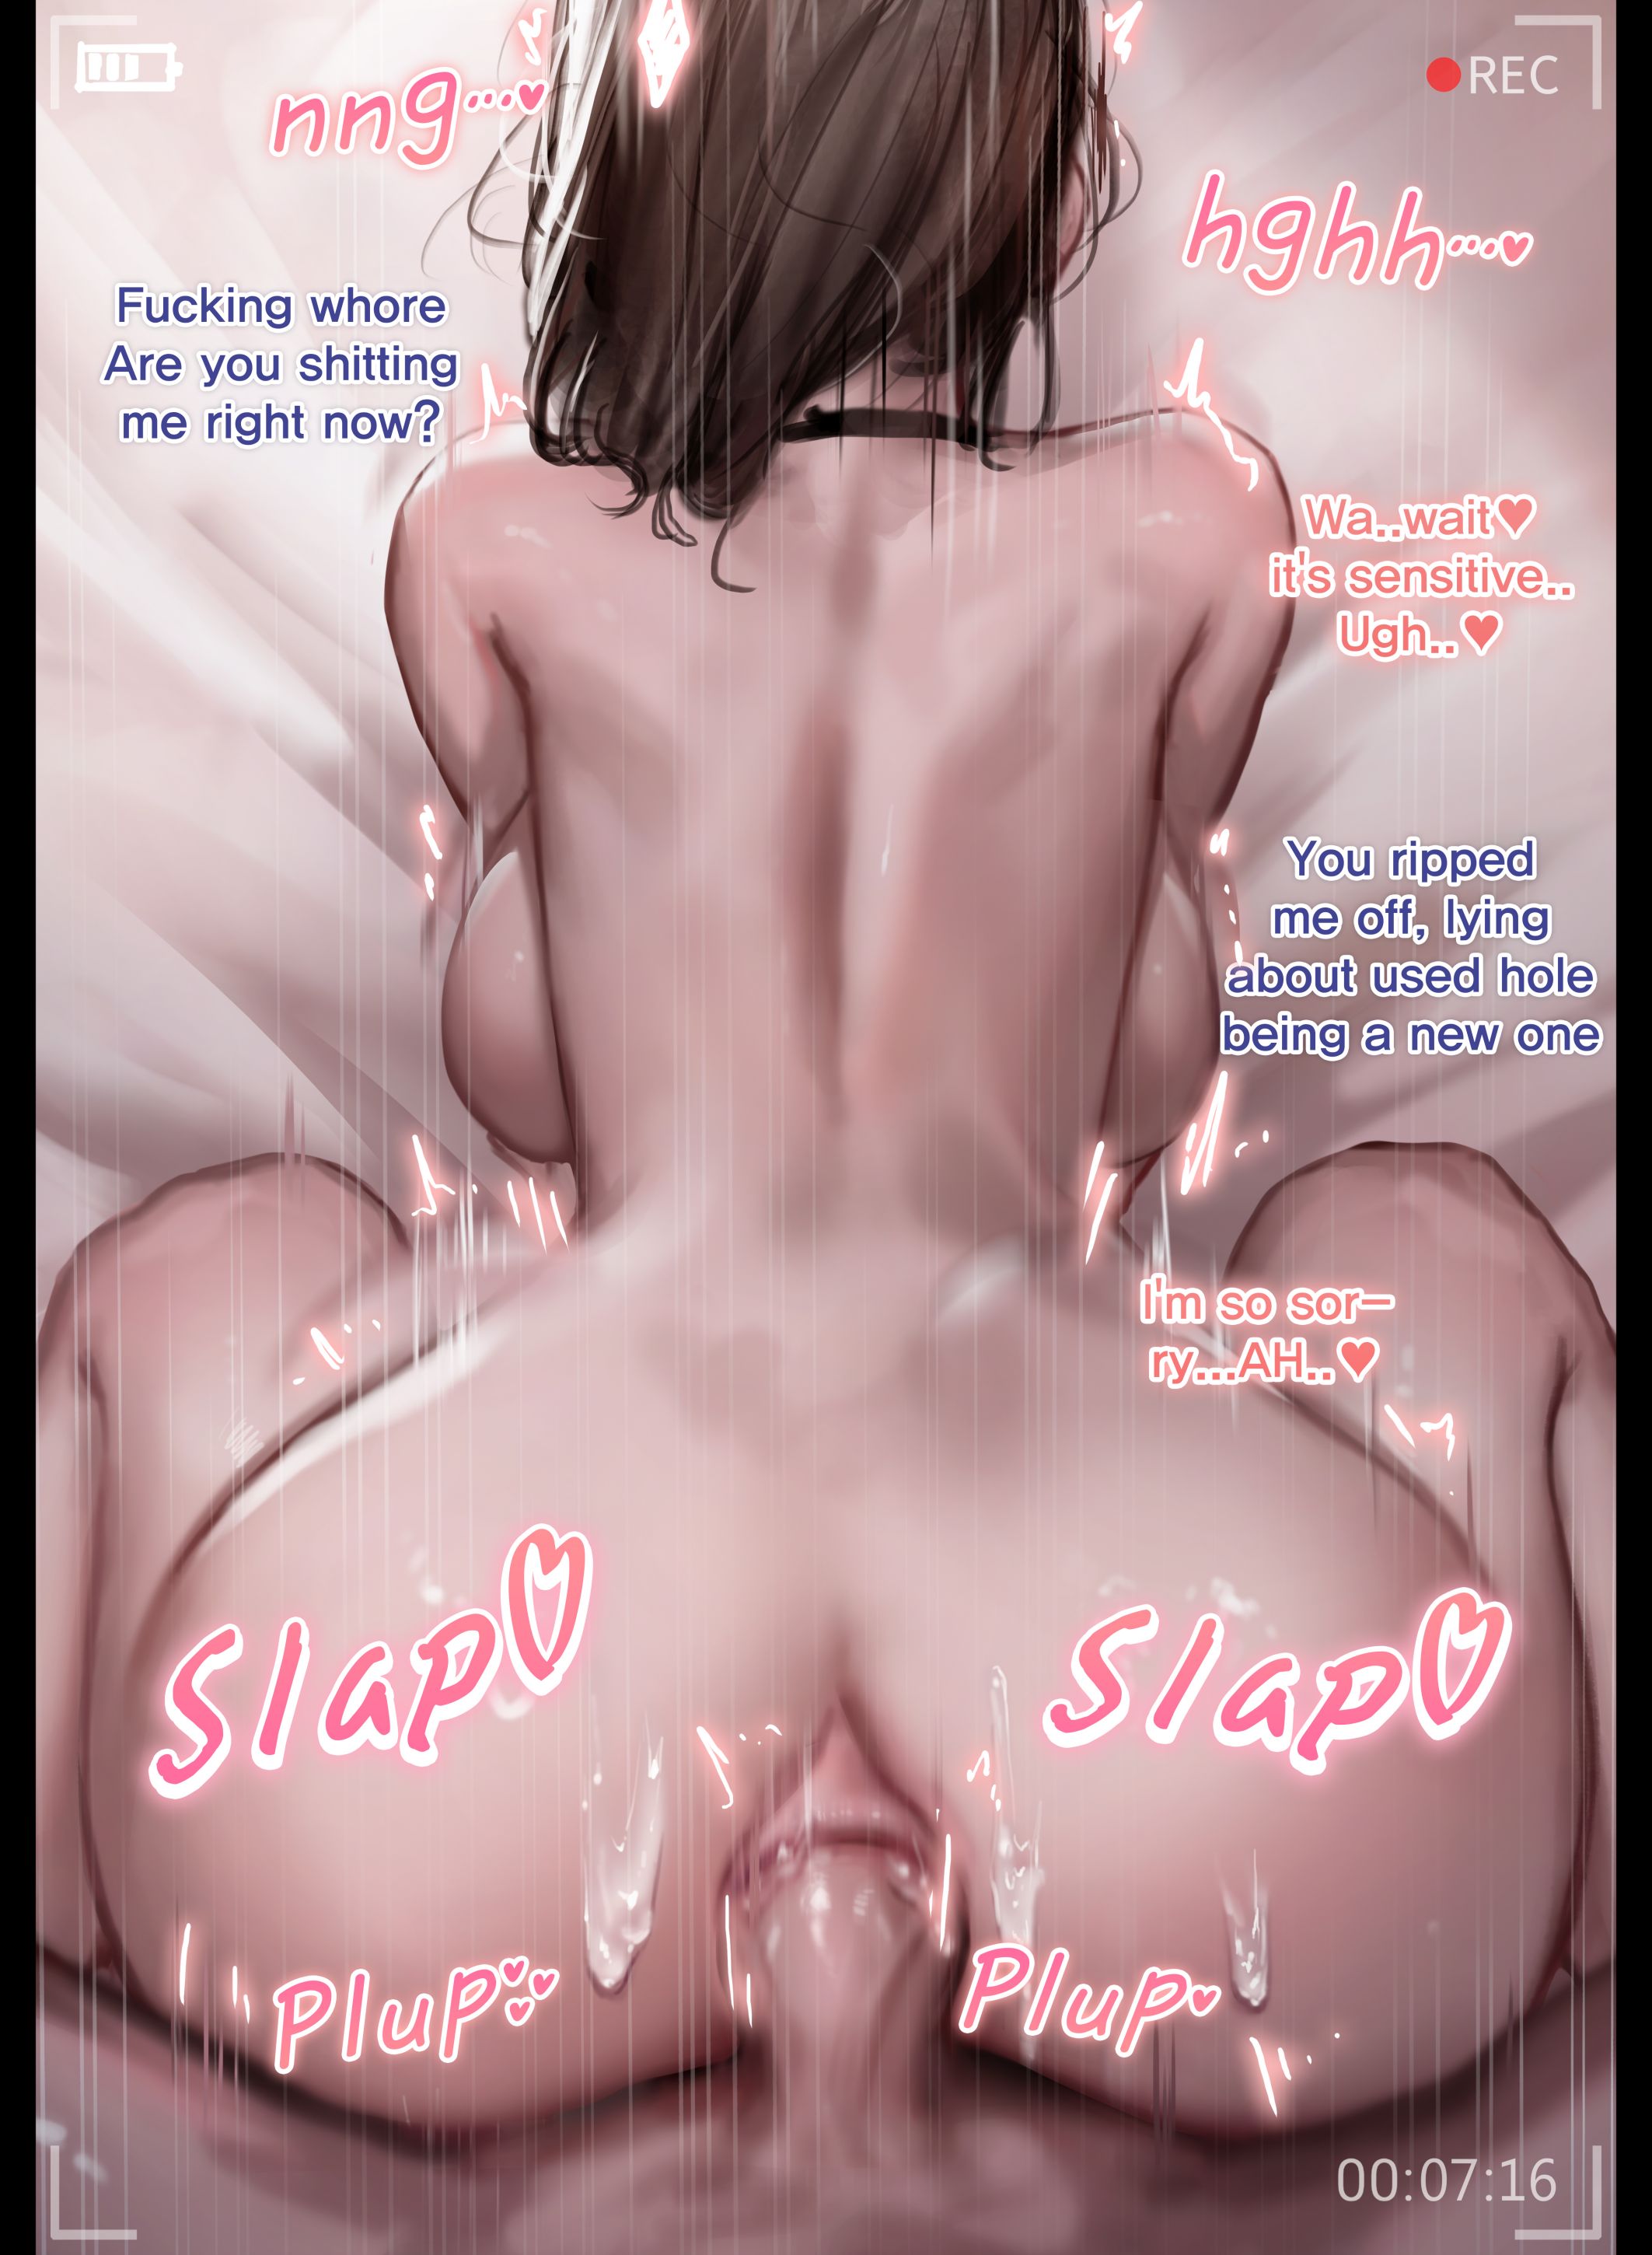 REC
nng...♥
hghh...♥
Fucking whore
Are you shitting
me right now?
Wa..wait♥
it's sensitive..
Ugh..♥
You ripped
me off, lying
about used hole
being a new one
I'm so sor–
ry...AH..♥
Slap♡
Slap♡
Plup♥♥♥
Plup♥
00:07:16